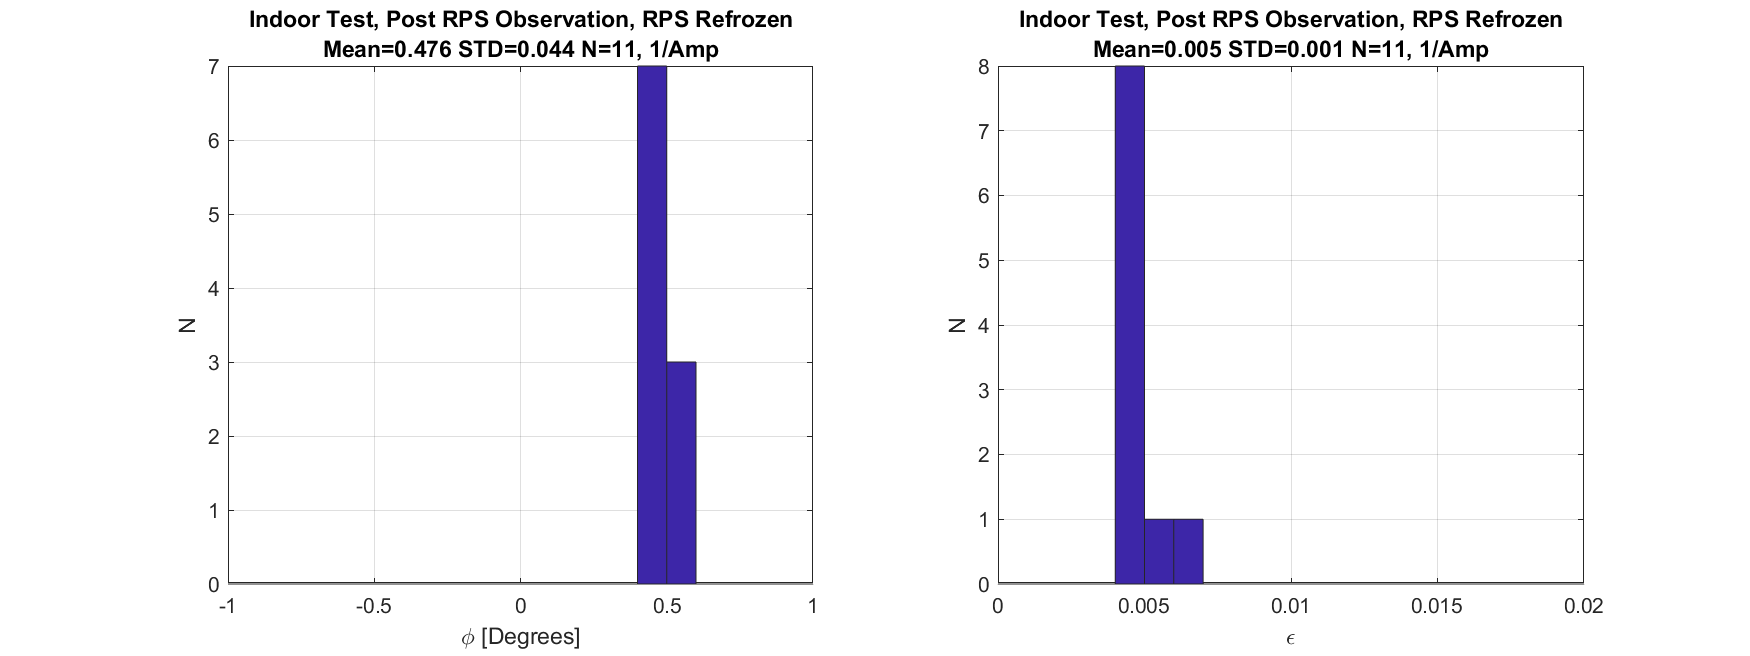 Indoor Test, Post RPS Observation, RPS Refrozen
Mean=0.476 STD=0.044 N=11, 1/Amp
7
6
5
4
3
2
1
0
N
-1 -0.5 0 0.5 1
ϕ [Degrees]
Indoor Test, Post RPS Observation, RPS Refrozen
Mean=0.005 STD=0.001 N=11, 1/Amp
8
7
6
5
4
3
2
1
0
N
0 0.005 0.01 0.015 0.02
ϵ